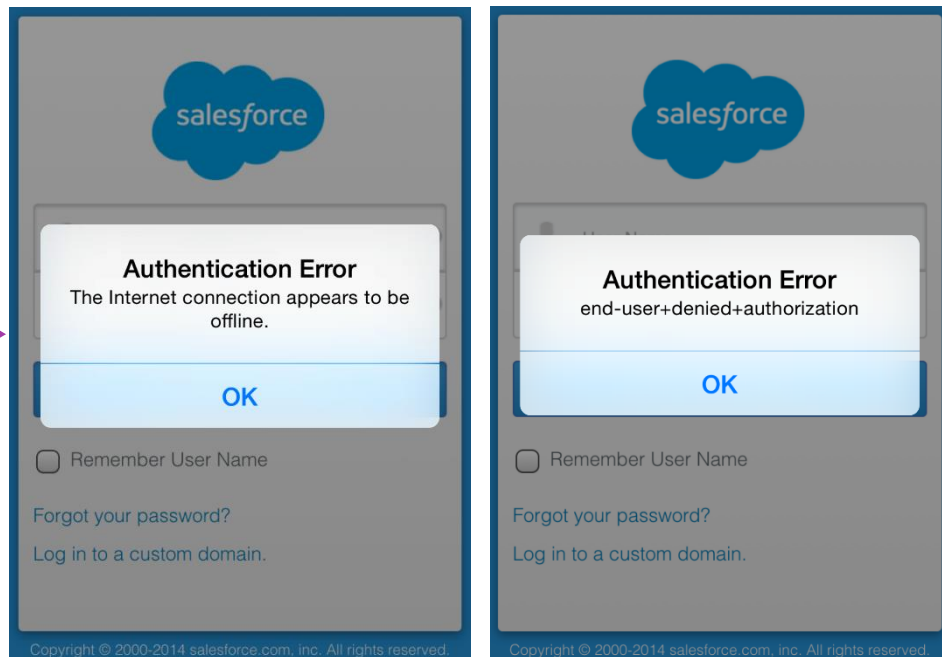 salesforce
Authentication Error
The Internet connection appears to be
offline.
OK
Remember User Name
Forgot your password?
Log in to a custom domain.
Copyright © 2000-2014 salesforce.com, inc. All rights reserved.
salesforce
Authentication Error
end-user+denied+authorization
OK
Remember User Name
Forgot your password?
Log in to a custom domain.
Copyright © 2000-2014 salesforce.com, inc. All rights reserved.